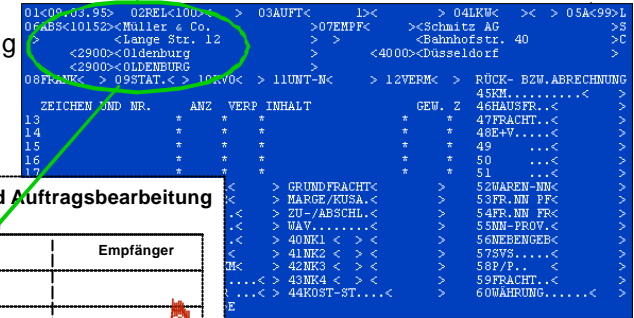 01<09.03.95> 02REL<100>< > 03AUFT< 1>< > 04LKW< >< > 05A<99>L
06ABS<10152><Müller & Co. >07EMPF< ><Schmitz AG >S
> <Lange Str. 12 > > <Bahnhofstr. 40 >C
<2900><Oldenburg > <4000><Düsseldorf >
<2900><OLDENBURG >
08FRANK< > 09STAT.< > 10RVO< > 11UNT-N< > 12VERM< > RÜCK- BZW.ABRECHNUNG
45KM..........< >
ZEICHEN UND NR. ANZ VERP INHALT GEW. Z 46HAUSFR..< >
13 * * * * * 47FRACHT..< >
14 * * * * * 48E+V.....< >
15 * * * * * 49 ...< >
16 * * * * * 50 ...< >
17 * * * * * 51 ...< >
< > GRUNDFRACHT< > 52WAREN-NN< >
< > MARGE/KUSA.< > 53FR.NN PF< >
.< > ZU-/ABSCHL.< > 54FR.NN FR< >
.< > WAV........< > 55NN-PROV.< >
.< > 40NK1 < > < > 56NEBENGEB< >
.< > 41NK2 < > < > 57SVS.....< >
M< > 42NK3 < > < > 58P/P.. < >
....< > 43NK4 < > < > 59FRACHT..< >
...< > 44KOST-ST....< > 60WÄHRUNG......< >
E
g
d Auftragsbearbeitung
Empfänger